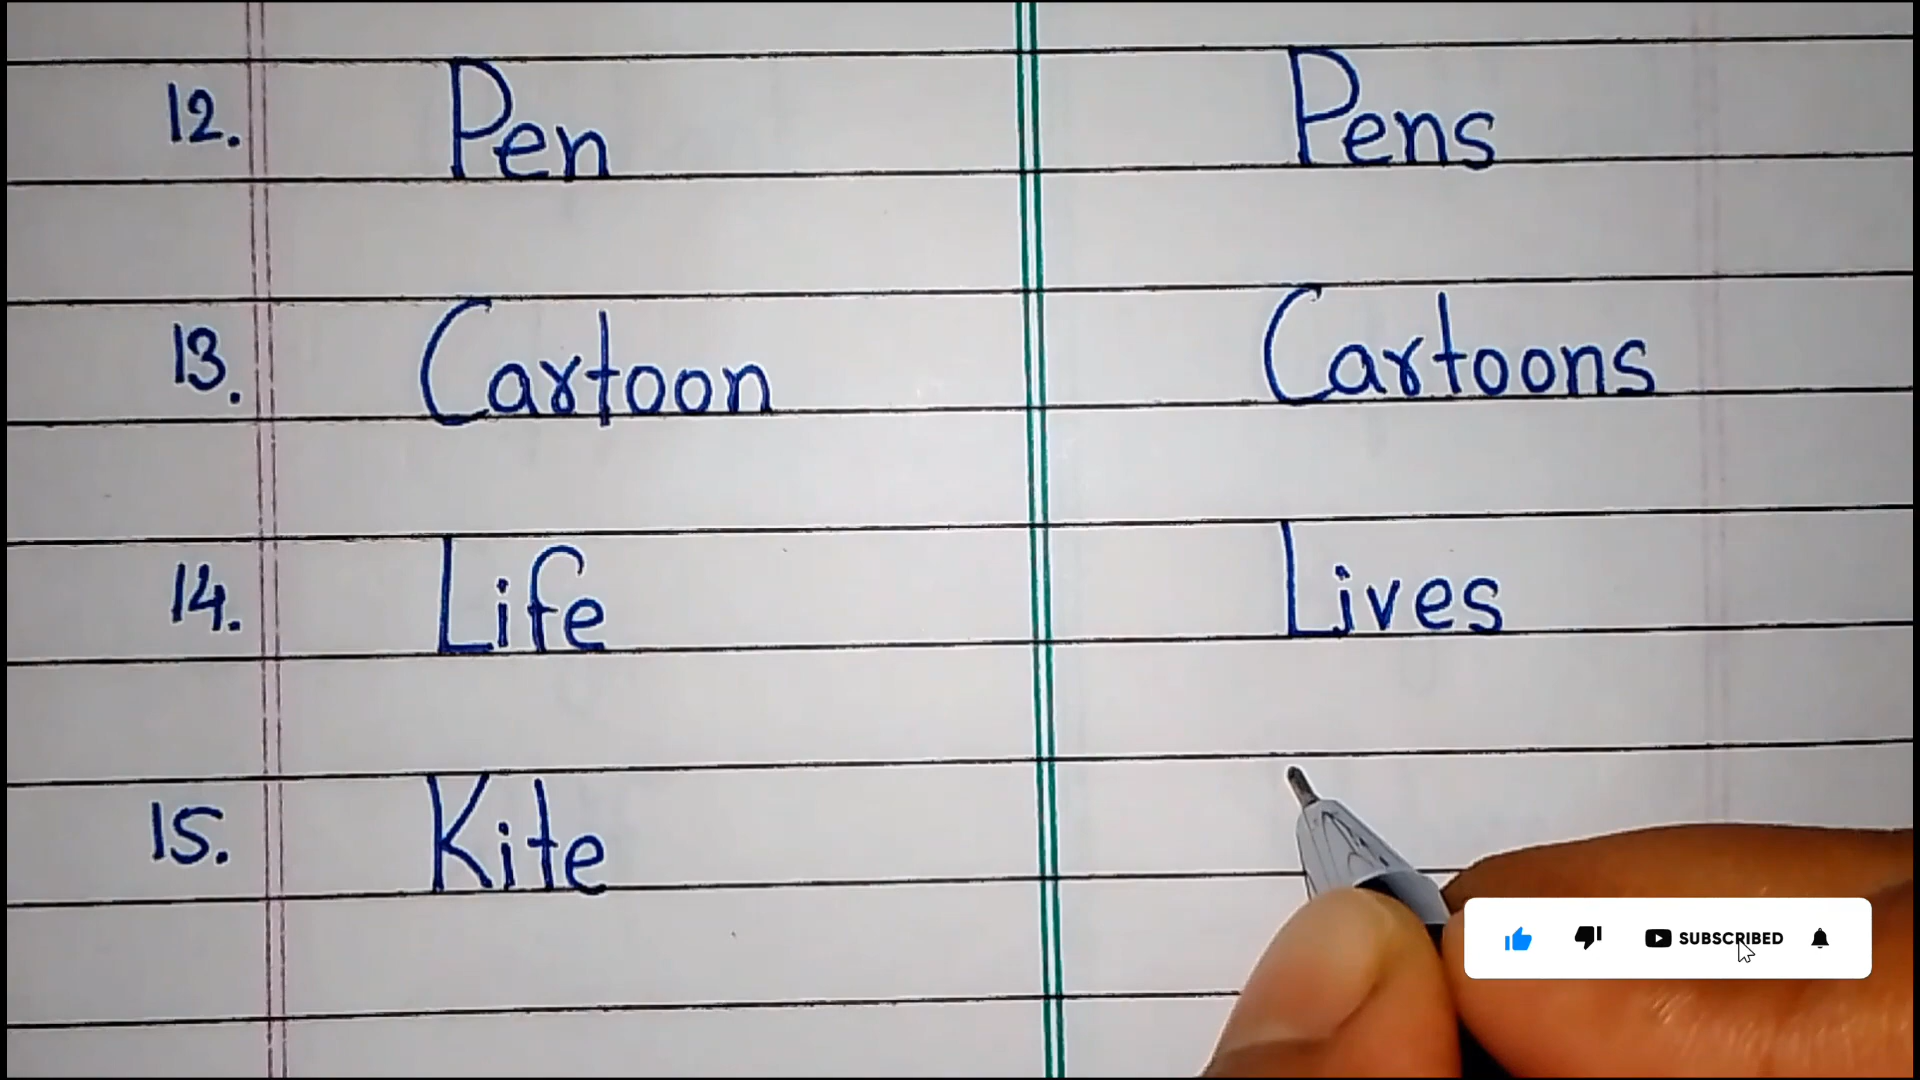 12. Pen Pens
13. Cartoon Cartoons
14. Life Lives
15. Kite
SUBSCRIBED